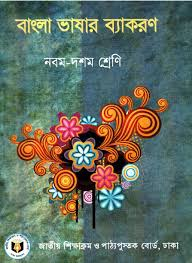 বাংলা ভাষার ব্যাকরণ
নবম-দশম শ্রেণি
জাতীয় শিক্ষাক্রম ও পাঠ্যপুস্তক বোর্ড, ঢাকা